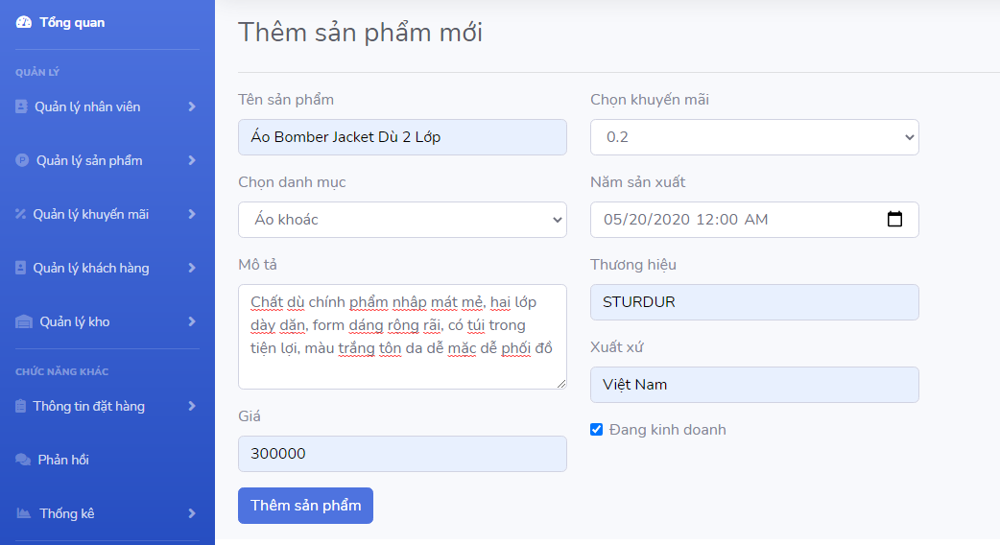 Tổng quan
QUẢN LÝ
Quản lý nhân viên
Quản lý sản phẩm
Quản lý khuyến mãi
Quản lý khách hàng
Quản lý kho
CHỨC NĂNG KHÁC
Thông tin đặt hàng
Phản hồi
Thống kê
Thêm sản phẩm mới
Tên sản phẩm
Áo Bomber Jacket Dù 2 Lớp
Chọn danh mục
Áo khoác
Mô tả
Chất dù chính phẩm nhập mát mẻ, hai lớp
dày dặn, form dáng rộng rãi, có túi trong
tiện lợi, màu trắng tôn da dễ mặc dễ phối đồ
Giá
300000
Thêm sản phẩm
Chọn khuyến mãi
0.2
Năm sản xuất
05/20/2020 12:00 AM
Thương hiệu
STURDUR
Xuất xứ
Việt Nam
Đang kinh doanh